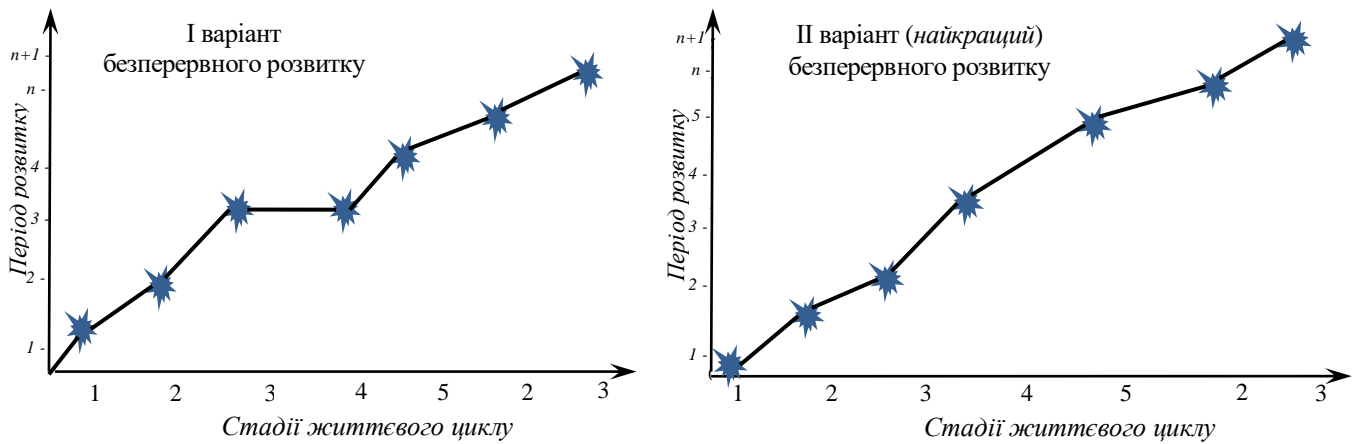 I варіант
безперервного розвитку
n+1 -
n -
4 -
3 -
2 -
1 -
Період розвитку
1 2 3 4 5 2 3
Стадії життєвого циклу
II варіант (найкращий)
безперервного розвитку
n+1 -
n -
5 -
4 -
3 -
2 -
1 -
Період розвитку
1 2 3 4 5 2 3
Стадії життєвого циклу